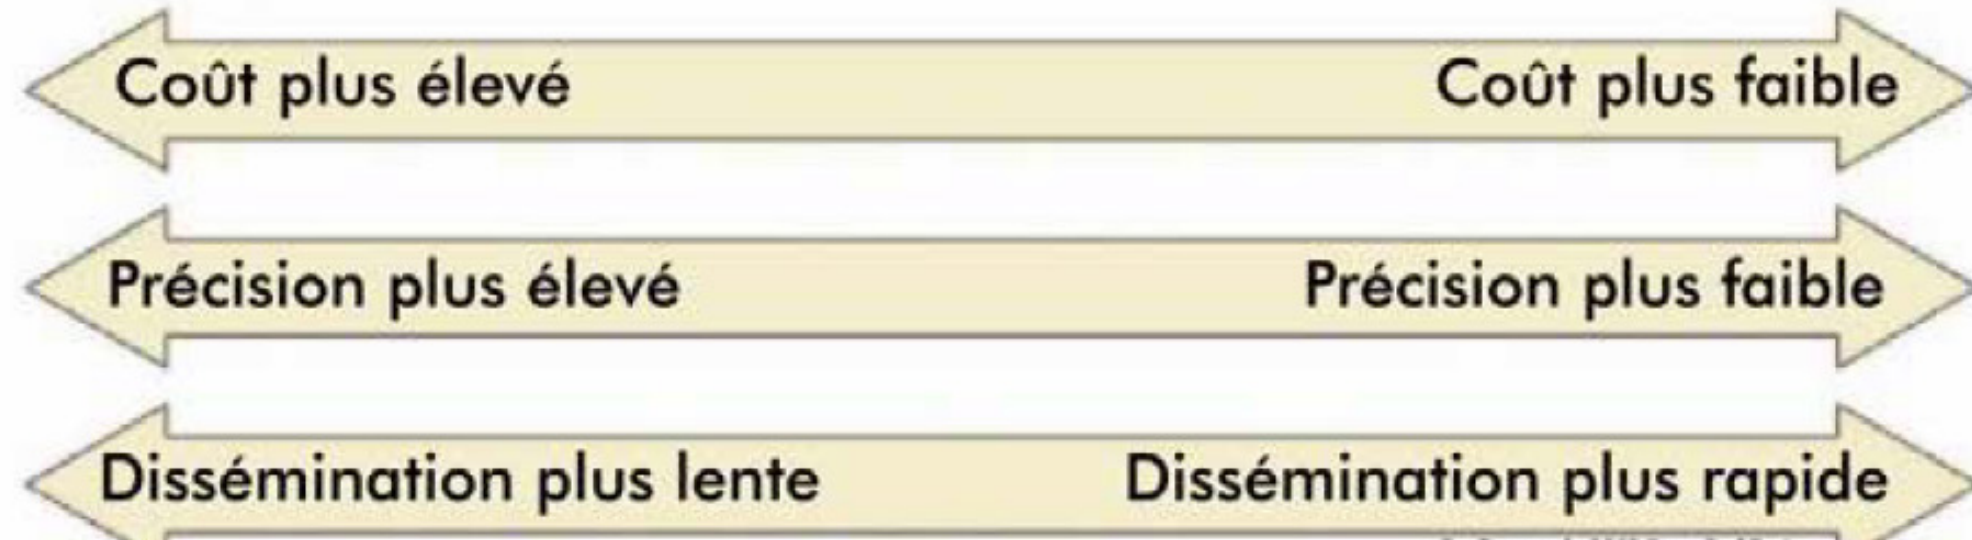 Coût plus élevé Coût plus faible
Précision plus élevé Précision plus faible
Dissémination plus lente Dissémination plus rapide